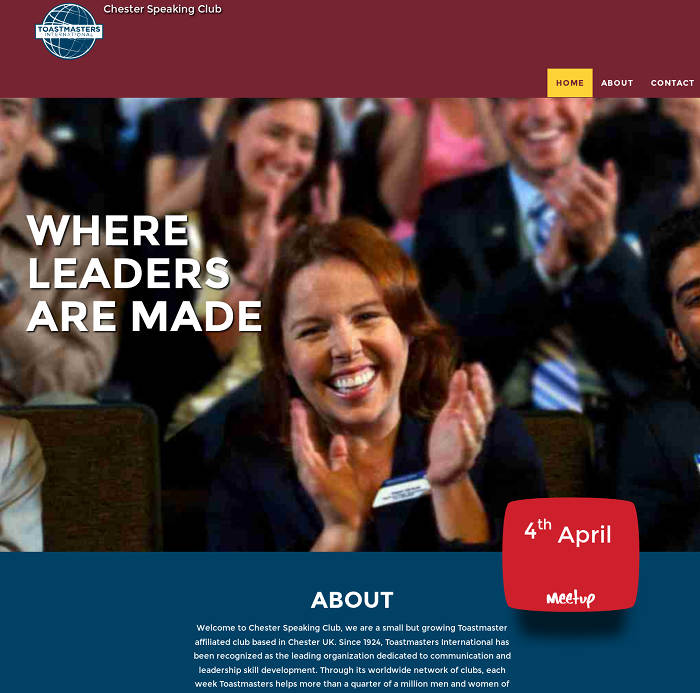 Chester Speaking Club
TOASTMASTERS
INTERNATIONAL
HOME ABOUT CONTACT
WHERE
LEADERS
ARE MADE
4th April
Meetup
ABOUT
Welcome to Chester Speaking Club, we are a small but growing Toastmaster
affiliated club based in Chester UK. Since 1924, Toastmasters International has
been recognized as the leading organization dedicated to communication and
leadership skill development. Through its worldwide network of clubs, each
week Toastmasters helps more than a quarter of a million men and women of